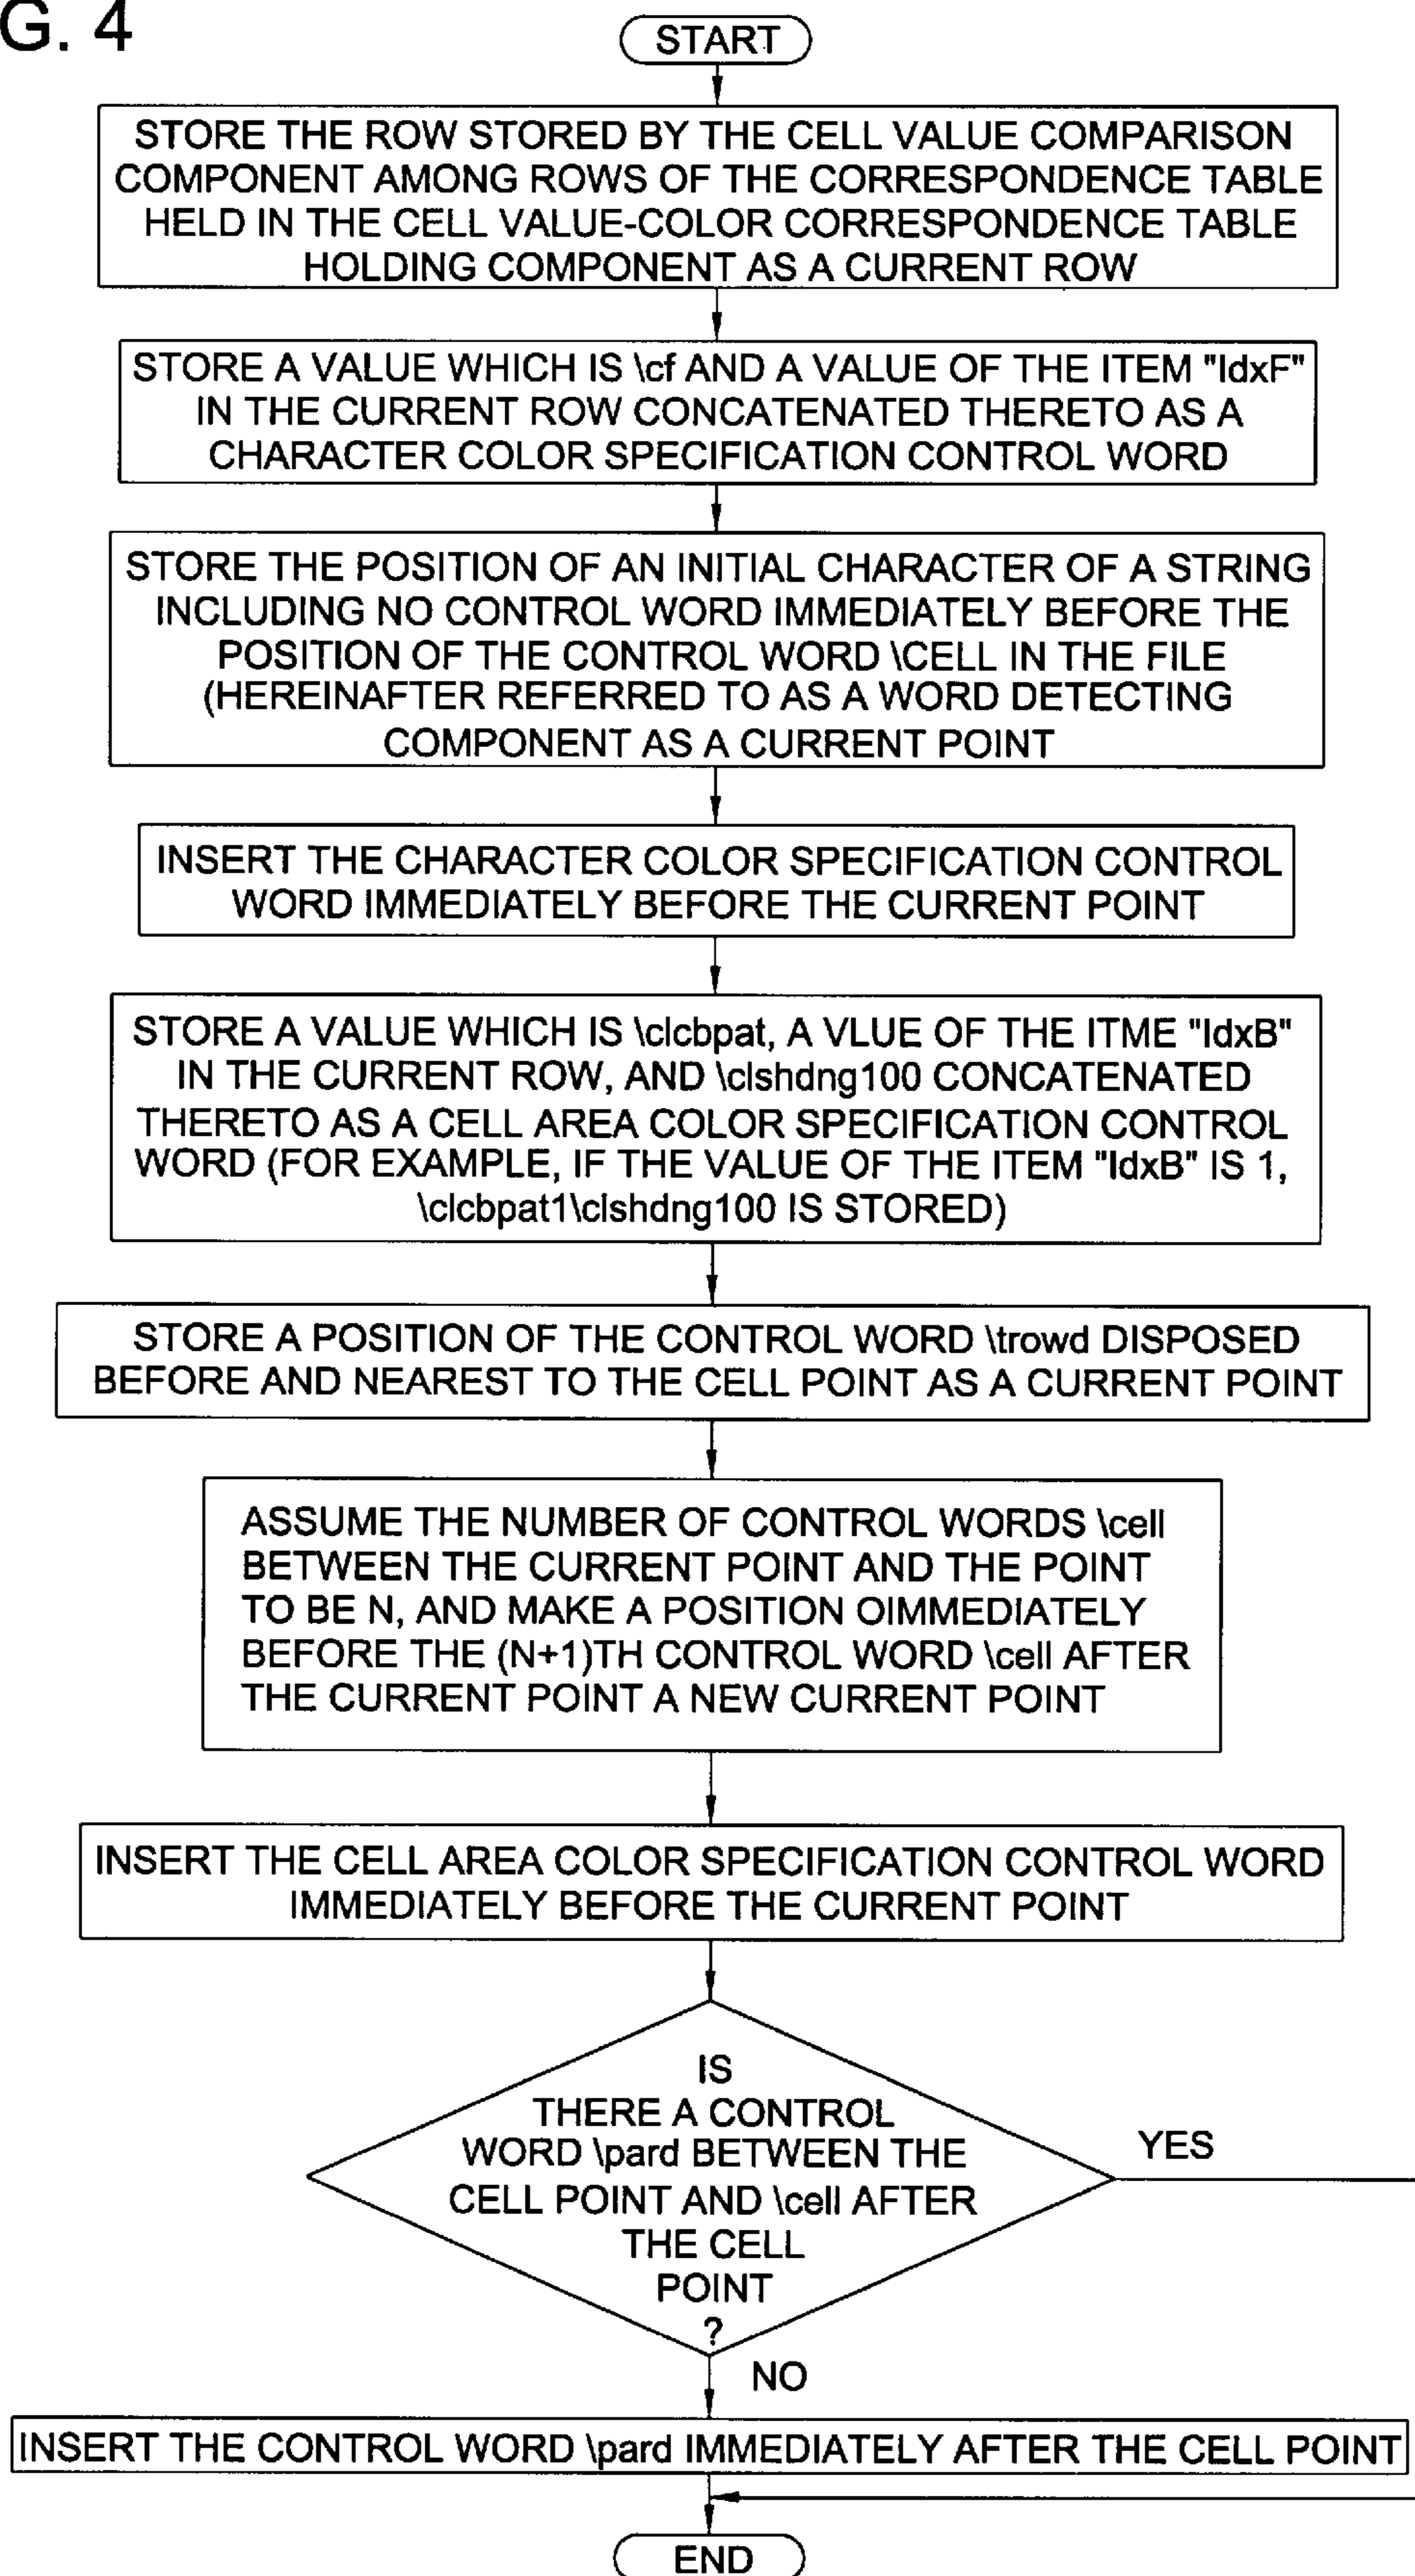 G. 4
START
STORE THE ROW STORED BY THE CELL VALUE COMPARISON
COMPONENT AMONG ROWS OF THE CORRESPONDENCE TABLE
HELD IN THE CELL VALUE-COLOR CORRESPONDENCE TABLE
HOLDING COMPONENT AS A CURRENT ROW
STORE A VALUE WHICH IS \cf AND A VALUE OF THE ITEM "IdxF"
IN THE CURRENT ROW CONCATENATED THERETO AS A
CHARACTER COLOR SPECIFICATION CONTROL WORD
STORE THE POSITION OF AN INITIAL CHARACTER OF A STRING
INCLUDING NO CONTROL WORD IMMEDIATELY BEFORE THE
POSITION OF THE CONTROL WORD \CELL IN THE FILE
(HEREINAFTER REFERRED TO AS A WORD DETECTING
COMPONENT AS A CURRENT POINT
INSERT THE CHARACTER COLOR SPECIFICATION CONTROL
WORD IMMEDIATELY BEFORE THE CURRENT POINT
STORE A VALUE WHICH IS \clcbpat, A VLUE OF THE ITME "IdxB"
IN THE CURRENT ROW, AND \clshdng100 CONCATENATED
THERETO AS A CELL AREA COLOR SPECIFICATION CONTROL
WORD (FOR EXAMPLE, IF THE VALUE OF THE ITEM "IdxB" IS 1,
\clcbpat1\clshdng100 IS STORED)
STORE A POSITION OF THE CONTROL WORD \trowd DISPOSED
BEFORE AND NEAREST TO THE CELL POINT AS A CURRENT POINT
ASSUME THE NUMBER OF CONTROL WORDS \cell
BETWEEN THE CURRENT POINT AND THE POINT
TO BE N, AND MAKE A POSITION OIMMEDIATELY
BEFORE THE (N+1)TH CONTROL WORD \cell AFTER
THE CURRENT POINT A NEW CURRENT POINT
INSERT THE CELL AREA COLOR SPECIFICATION CONTROL WORD
IMMEDIATELY BEFORE THE CURRENT POINT
IS
THERE A CONTROL
WORD \pard BETWEEN THE
CELL POINT AND \cell AFTER
THE CELL
POINT
?
YES
NO
INSERT THE CONTROL WORD \pard IMMEDIATELY AFTER THE CELL POINT
END